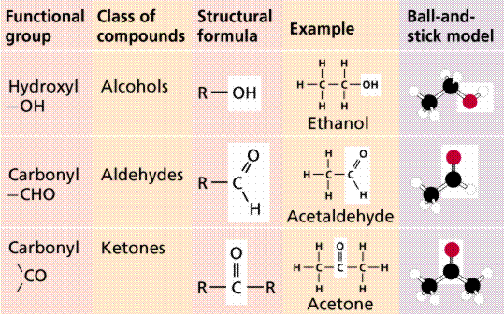 Functional group
Class of compounds
Structural formula
Example
Ball-and-stick model
Hydroxyl
—OH
Alcohols
R—OH
H H
H—C—C—OH
H H
Ethanol
Carbonyl
—CHO
Aldehydes
O
R—C
H
H O
H—C—C
H H
Acetaldehyde
Carbonyl
CO
Ketones
O
R—C—R
H O H
H—C—C—C—H
H H
Acetone